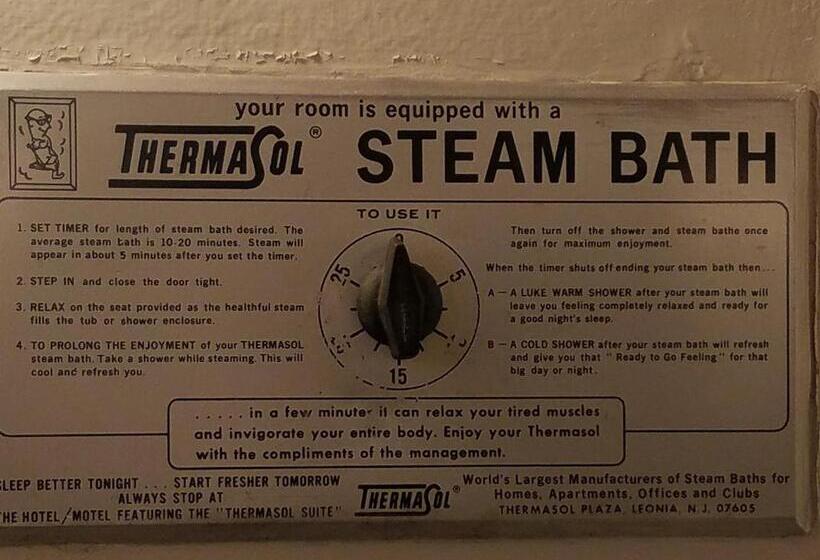 your room is equipped with a
THERMASOL® STEAM BATH
TO USE IT
1. SET TIMER for length of steam bath desired. The
average steam bath is 10-20 minutes. Steam will
appear in about 5 minutes after you set the timer.
2. STEP IN and close the door tight.
3. RELAX on the seat provided as the healthful steam
fills the tub or shower enclosure.
4. TO PROLONG THE ENJOYMENT of your THERMASOL
steam bath. Take a shower while steaming. This will
cool and refresh you.
25
5
15
Then turn off the shower and steam bathe once
again for maximum enjoyment.
When the timer shuts off ending your steam bath then...
A — A LUKE WARM SHOWER after your steam bath will
leave you feeling completely relaxed and ready for
a good night's sleep.
B — A COLD SHOWER after your steam bath will refresh
and give you that "Ready to Go Feeling" for that
big day or night.
..... in a few minutes it can relax your tired muscles
and invigorate your entire body. Enjoy your Thermasol
with the compliments of the management.
SLEEP BETTER TONIGHT ... START FRESHER TOMORROW
ALWAYS STOP AT
THE HOTEL/MOTEL FEATURING THE "THERMASOL SUITE"
THERMASOL®
World's Largest Manufacturers of Steam Baths for
Homes, Apartments, Offices and Clubs
THERMASOL PLAZA, LEONIA, N.J. 07605